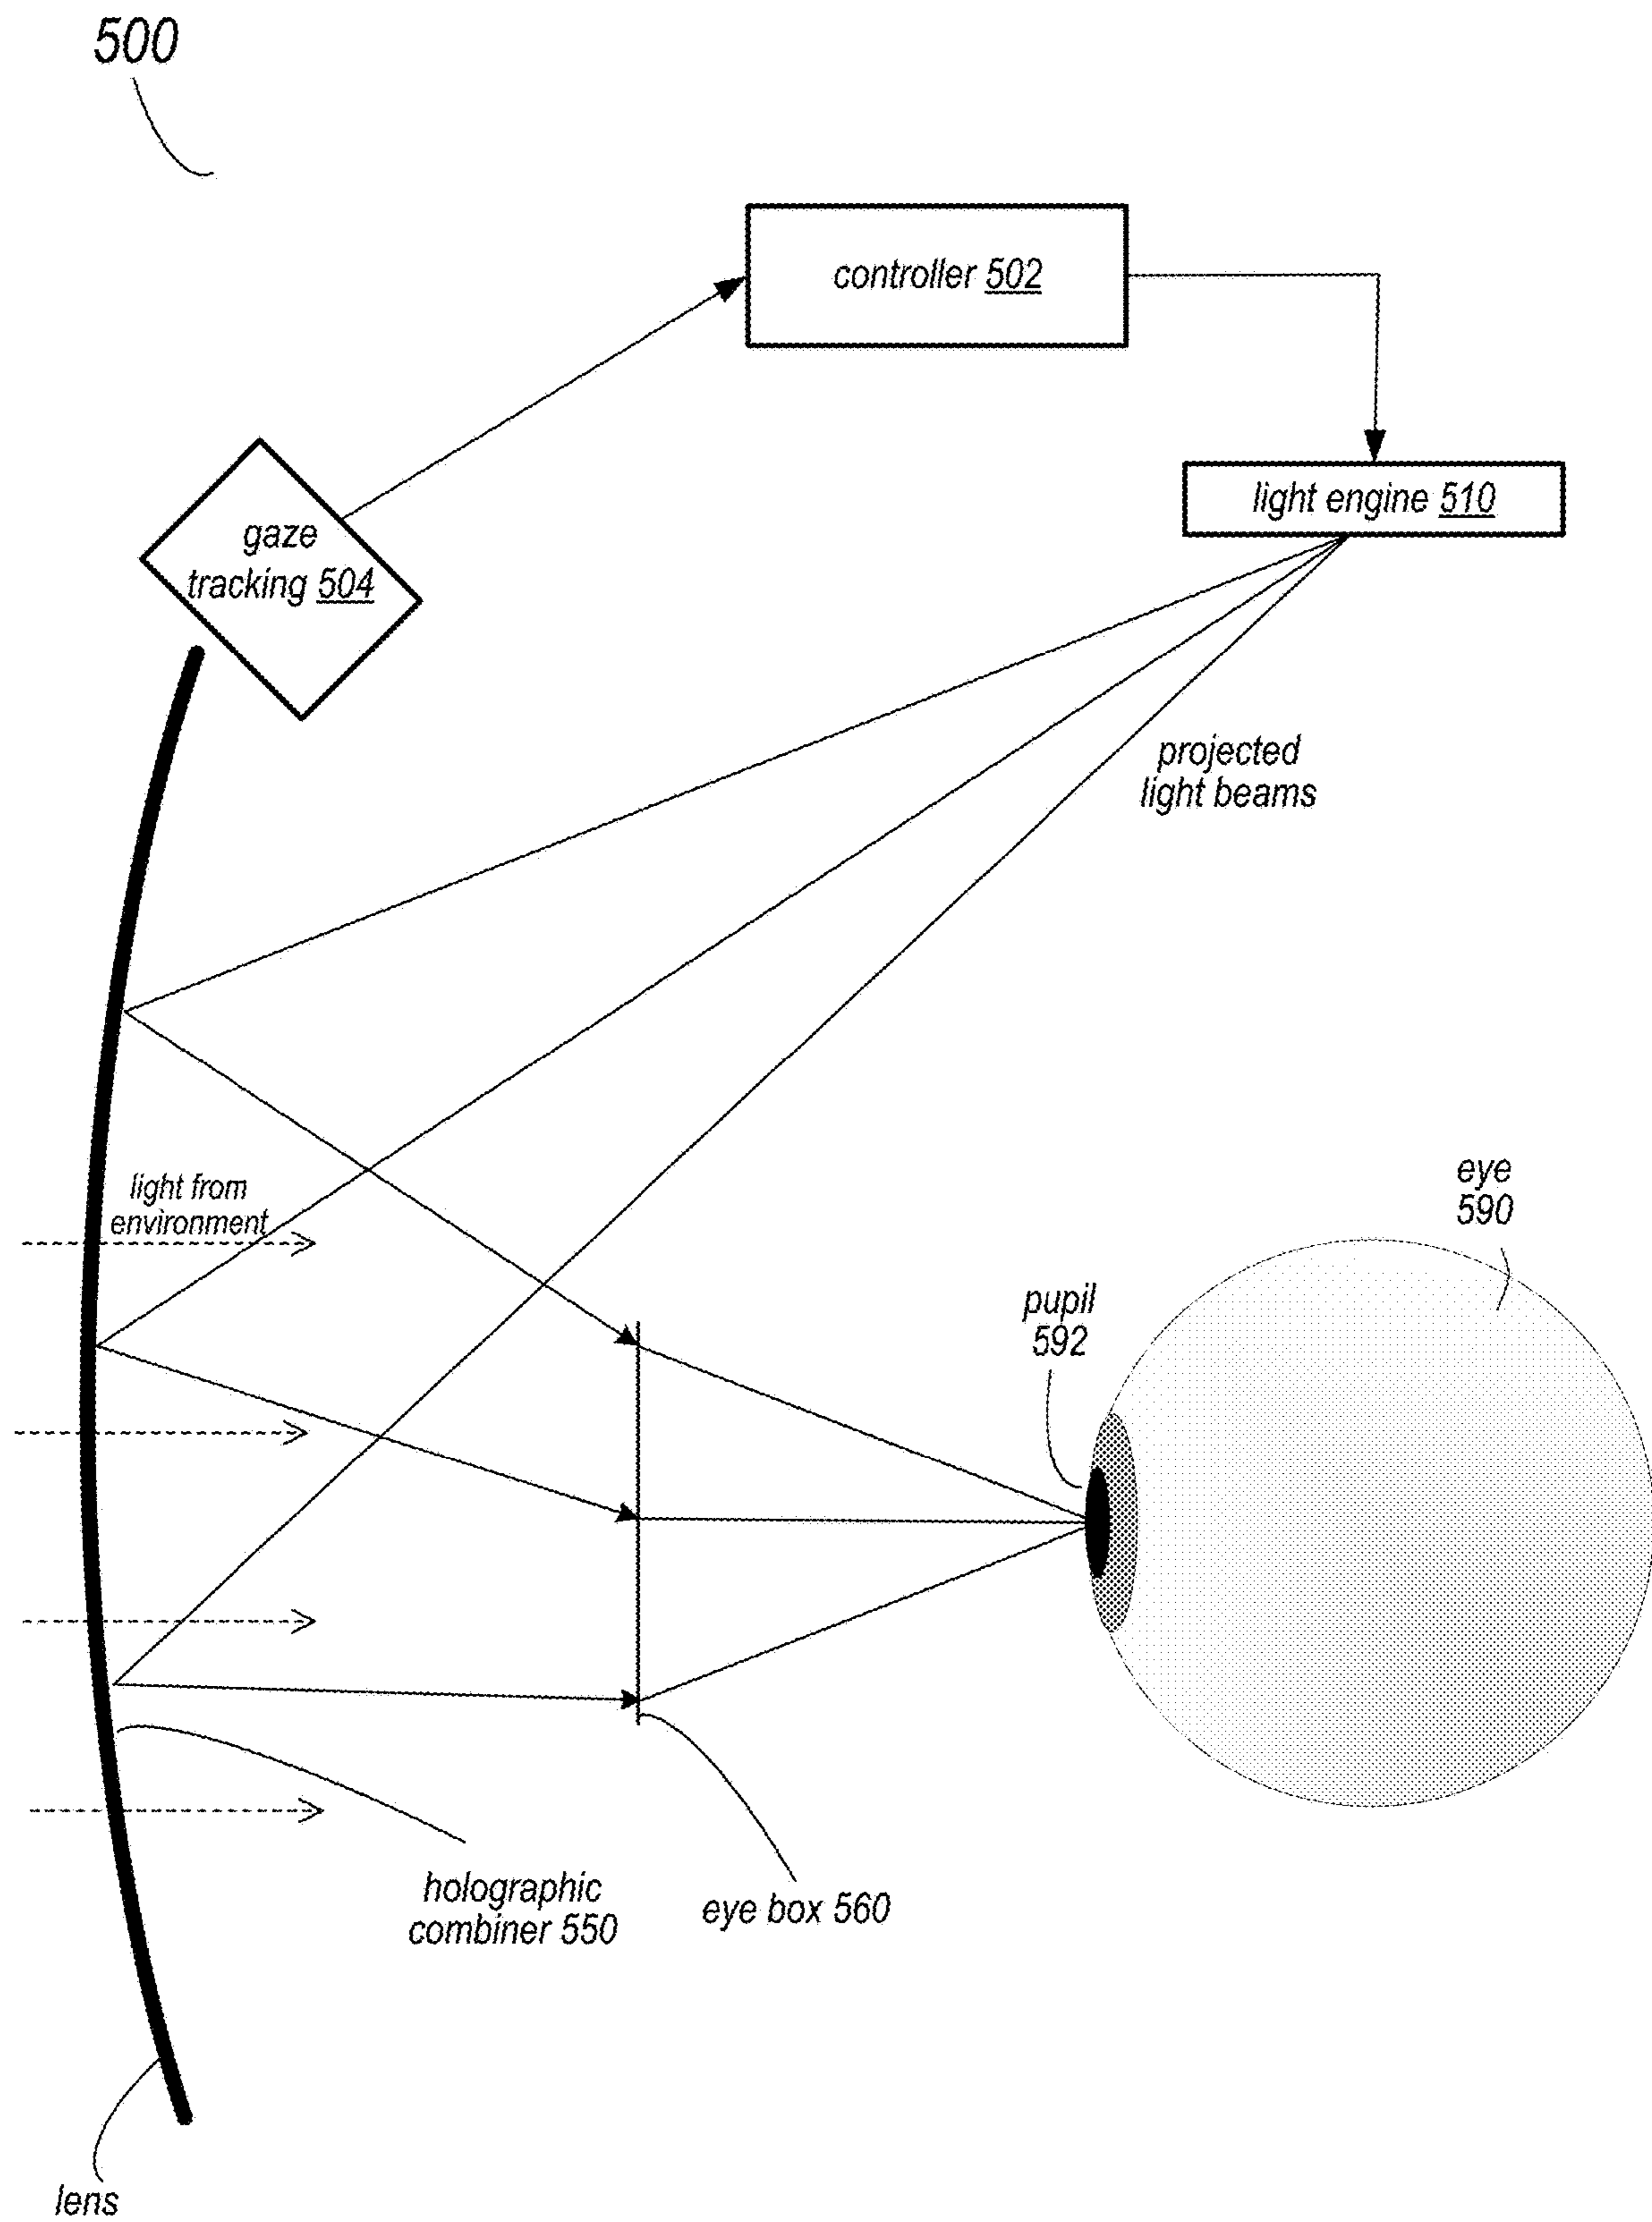 500
controller 502
light engine 510
gaze
tracking 504
projected
light beams
light from
environment
eye
590
pupil
592
holographic
combiner 550
eye box 560
lens